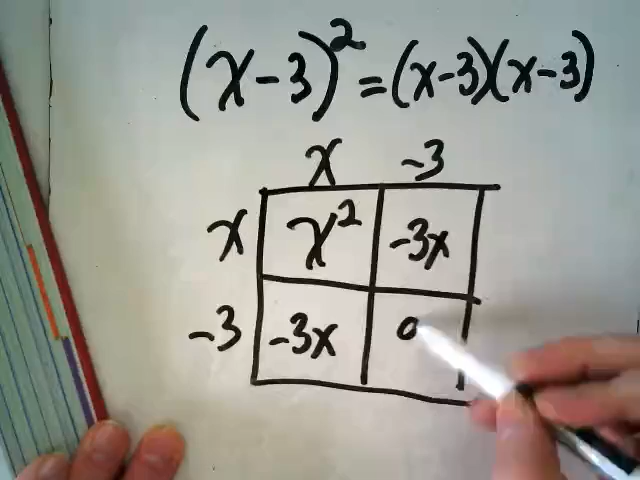 (x-3)² = (x-3)(x-3)
x -3
x x² -3x
-3 -3x